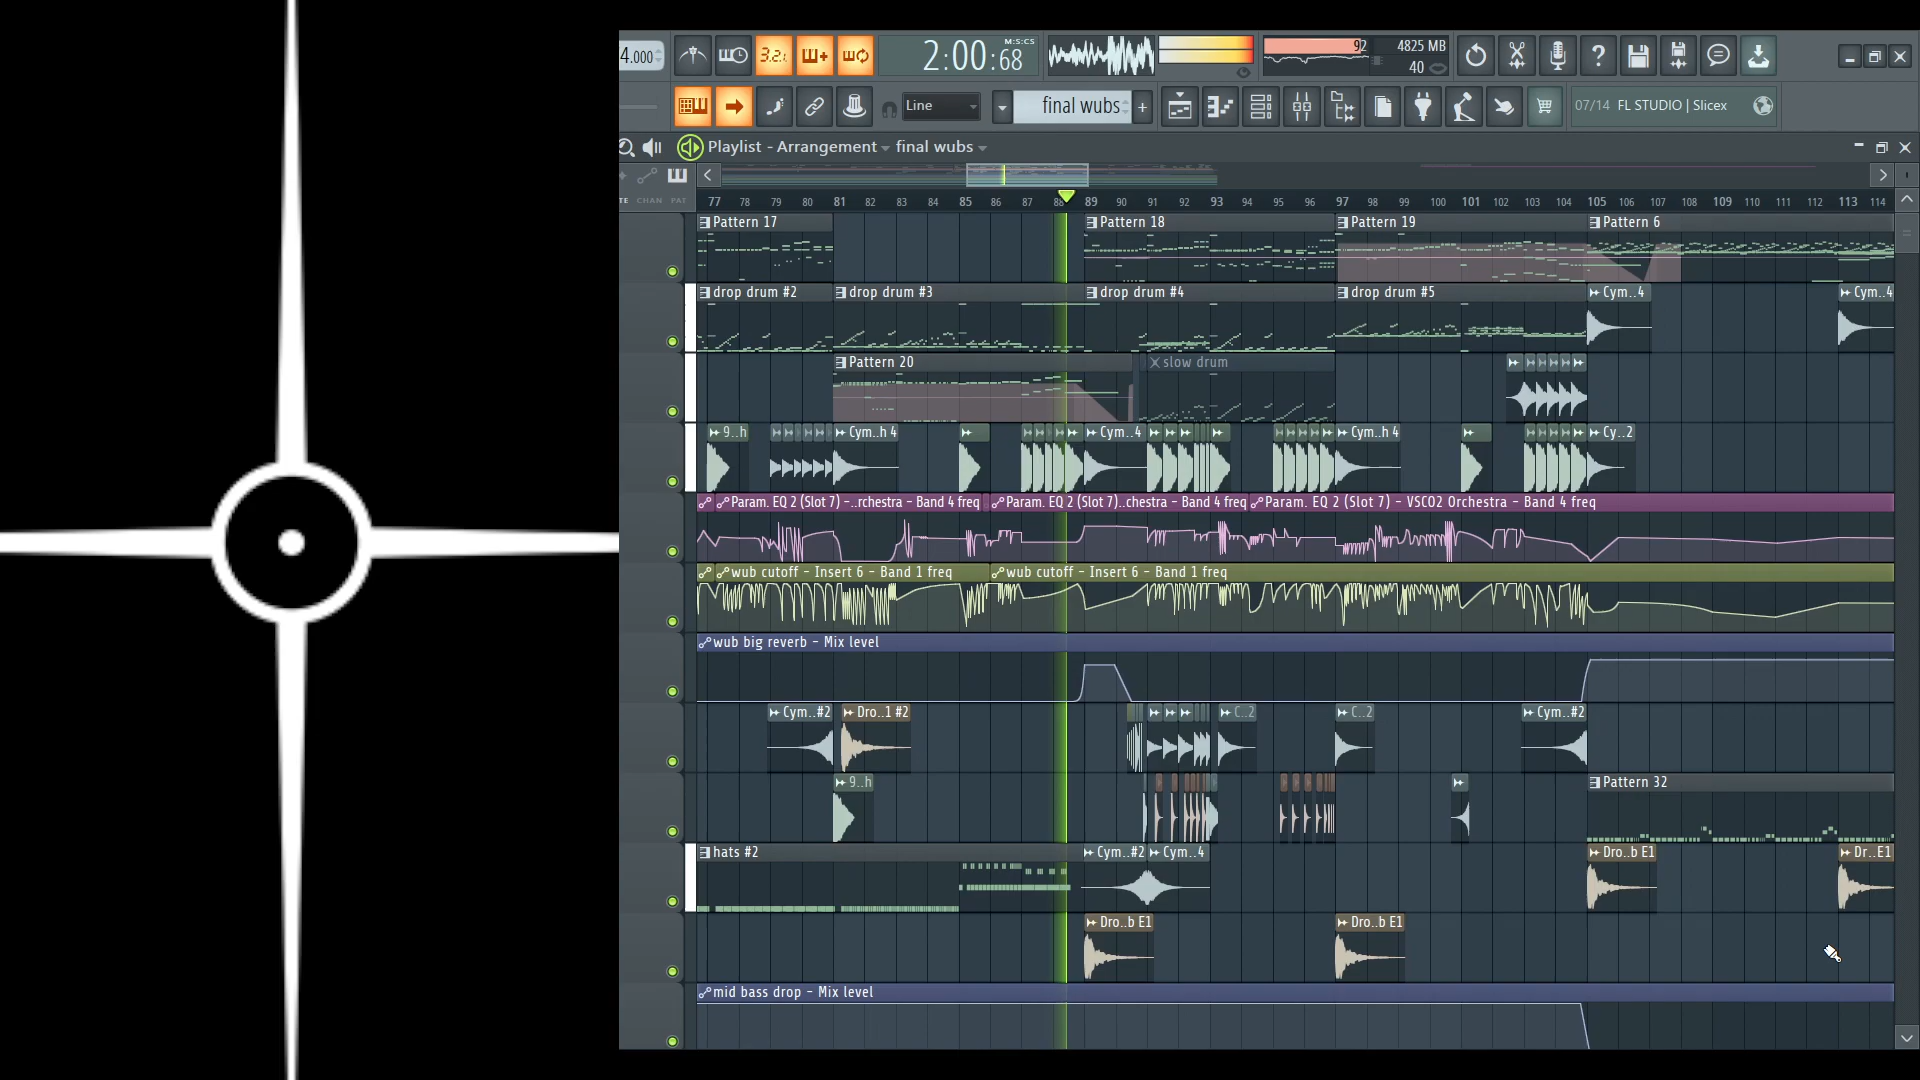 4.000
3.2.
2:00:68
M:S:CS
92
4825 MB
40
Line
final wubs
07/14 FL STUDIO | Slicex
Playlist - Arrangement
final wubs
TE CHAN PAT
77 78 79 80 81 82 83 84 85 86 87 88 89 90 91 92 93 94 95 96 97 98 99 100 101 102 103 104 105 106 107 108 109 110 111 112 113 114
Pattern 17
Pattern 18
Pattern 19
Pattern 6
drop drum #2
drop drum #3
drop drum #4
drop drum #5
Cym..4
Cym..4
Pattern 20
slow drum
9..h
Cym..h 4
Cym..4
Cym..h 4
Cy..2
Param. EQ 2 (Slot 7) -..rchestra - Band 4 freq
Param. EQ 2 (Slot 7)..chestra - Band 4 freq
Param. EQ 2 (Slot 7) - VSCO2 Orchestra - Band 4 freq
wub cutoff - Insert 6 - Band 1 freq
wub cutoff - Insert 6 - Band 1 freq
wub big reverb - Mix level
Cym..#2
Dro..1 #2
C..2
C..2
Cym..#2
9..h
Pattern 32
hats #2
Cym..#2
Cym..4
Dro..b E1
Dr..E1
Dro..b E1
Dro..b E1
mid bass drop - Mix level